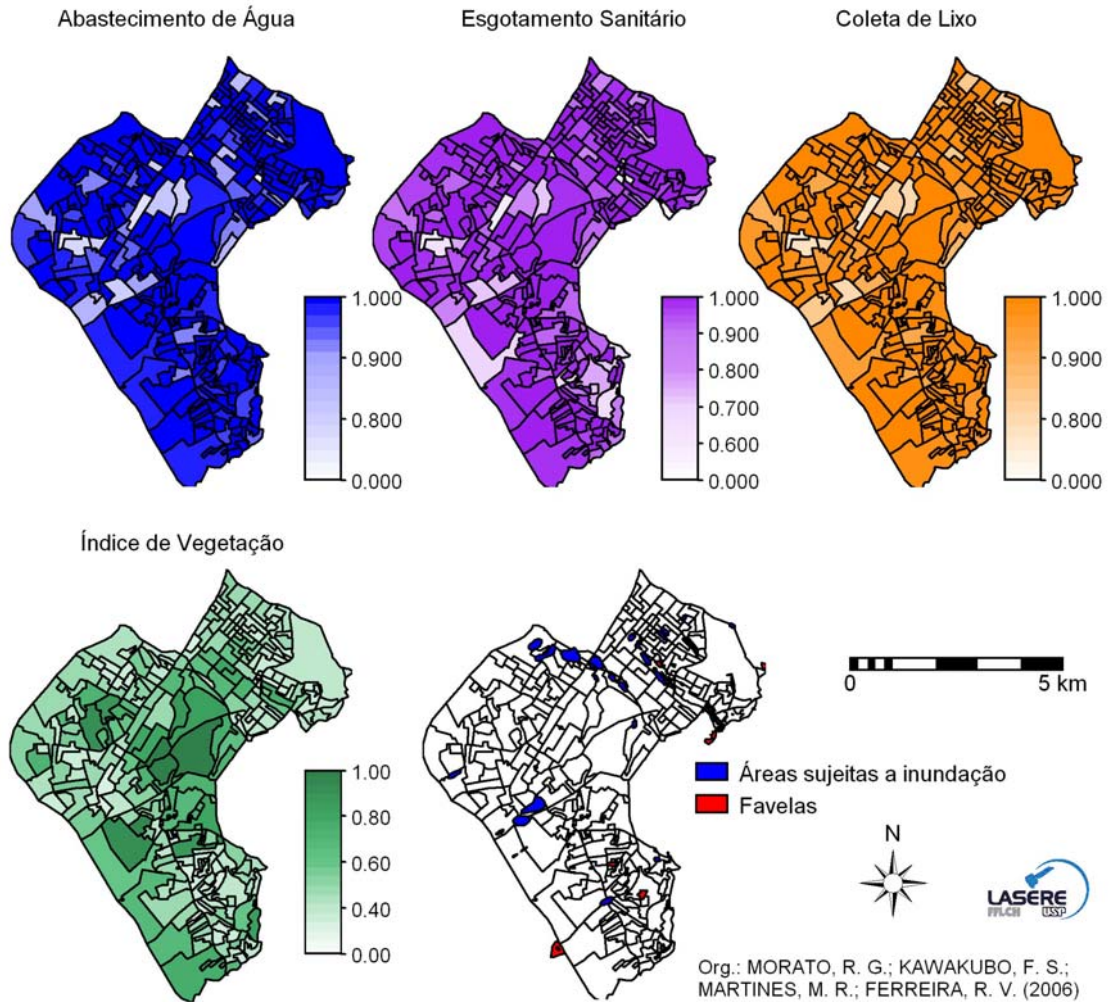 Abastecimento de Água
Esgotamento Sanitário
Coleta de Lixo
1.000
0.900
0.800
0.000
1.000
0.900
0.800
0.700
0.600
0.000
1.000
0.900
0.800
0.000
Índice de Vegetação
1.00
0.80
0.60
0.40
0.00
0 5 km
Áreas sujeitas a inundação
Favelas
N
LASERE
FFLCH USP
Org.: MORATO, R. G.; KAWAKUBO, F. S.;
MARTINES, M. R.; FERREIRA, R. V. (2006)